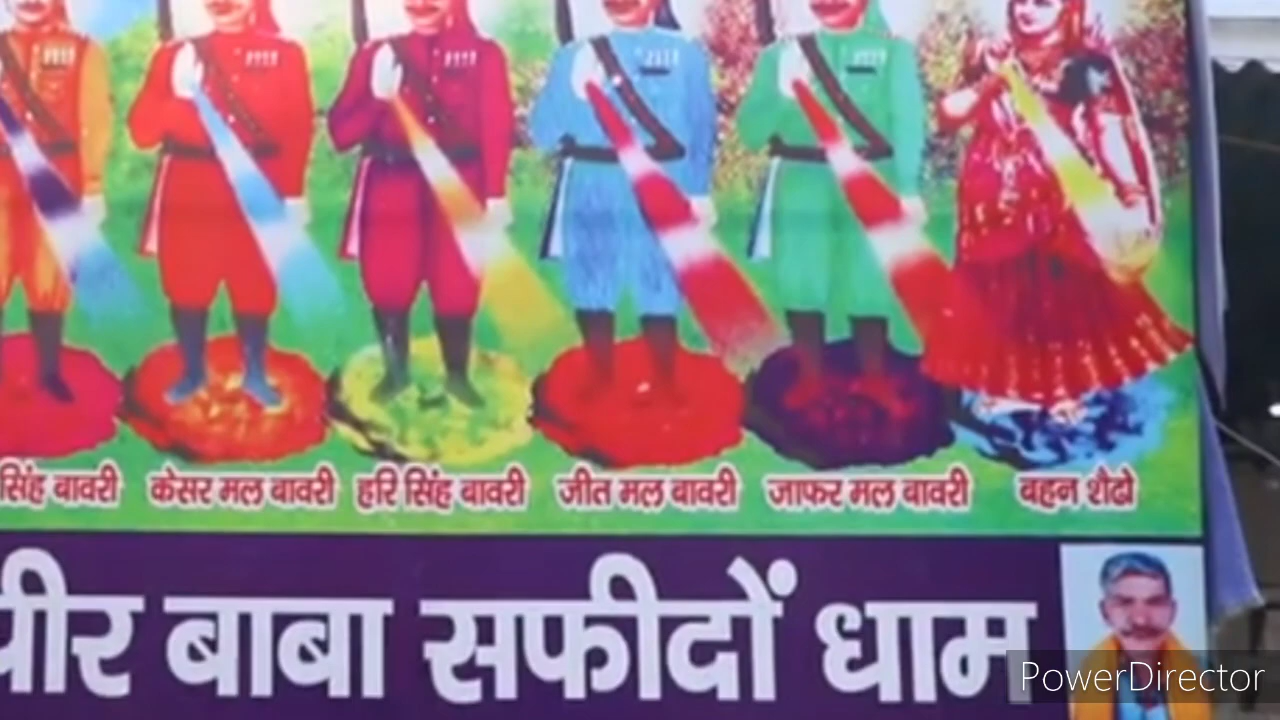 सिंह बावरी केसर मल बावरी हरि सिंह बावरी जीत मल बावरी जाफर मल बावरी बहन शैढो
पीर बाबा सफीदों धाम
PowerDirector